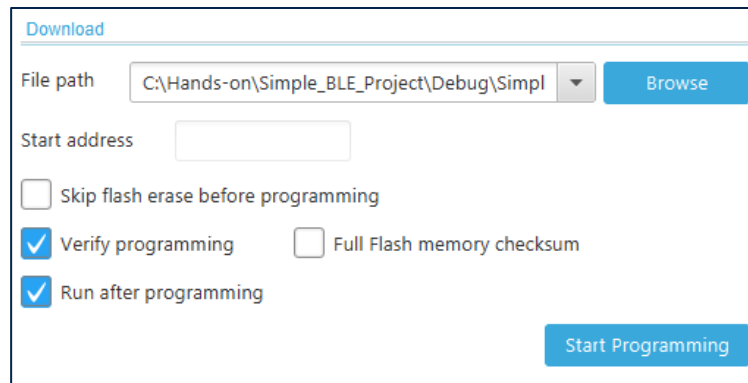 Download
File path C:\Hands-on\Simple_BLE_Project\Debug\Simpl Browse
Start address
Skip flash erase before programming
Verify programming Full Flash memory checksum
Run after programming
Start Programming